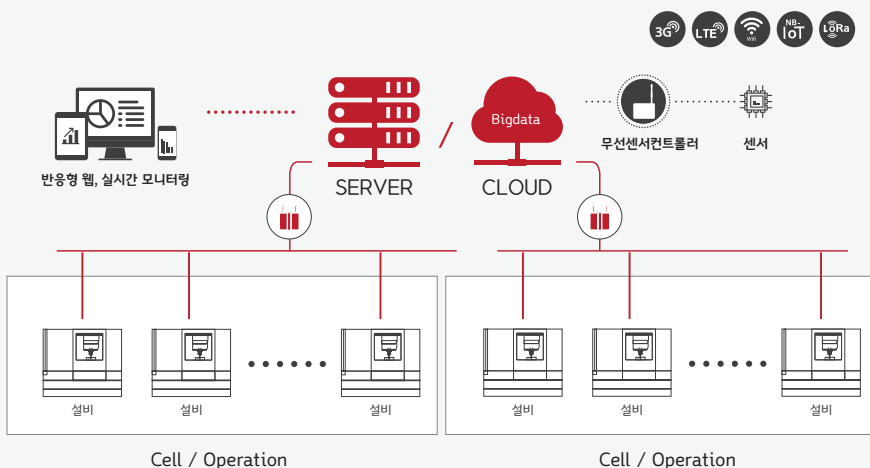 3G
LTE
Wifi
NB-
IoT
LoRa
Bigdata
무선센서컨트롤러
센서
반응형 웹, 실시간 모니터링
SERVER
/
CLOUD
설비
설비
설비
설비
설비
설비
Cell / Operation
Cell / Operation